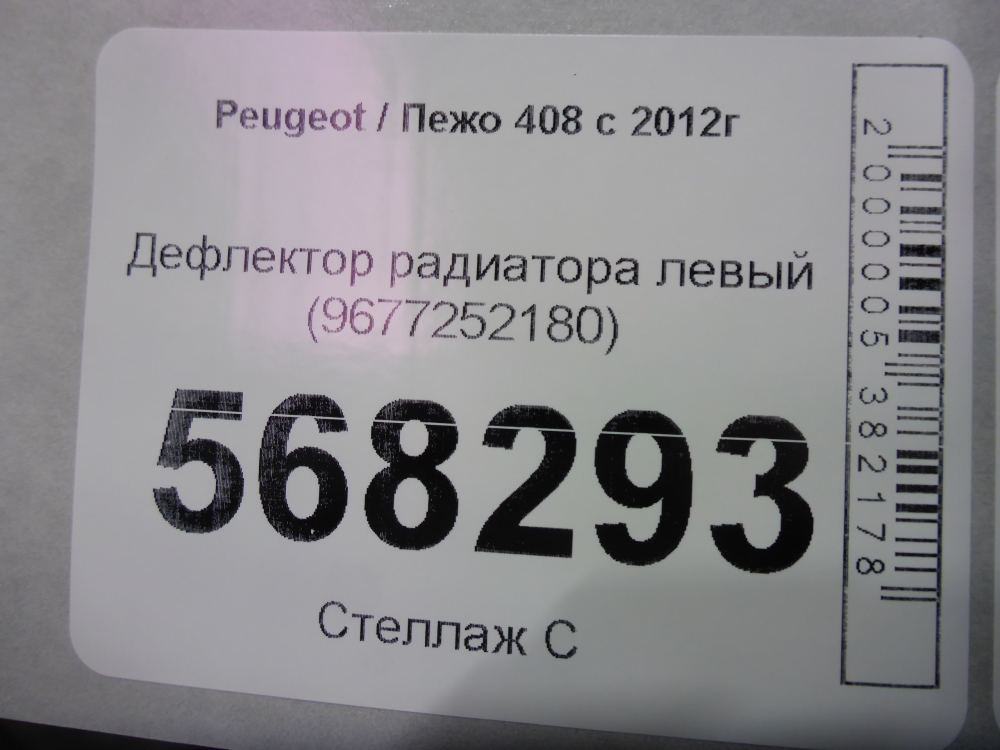 Peugeot / Пежо 408 с 2012г
Дефлектор радиатора левый
(9677252180)
568293
Стеллаж С
2000005382178